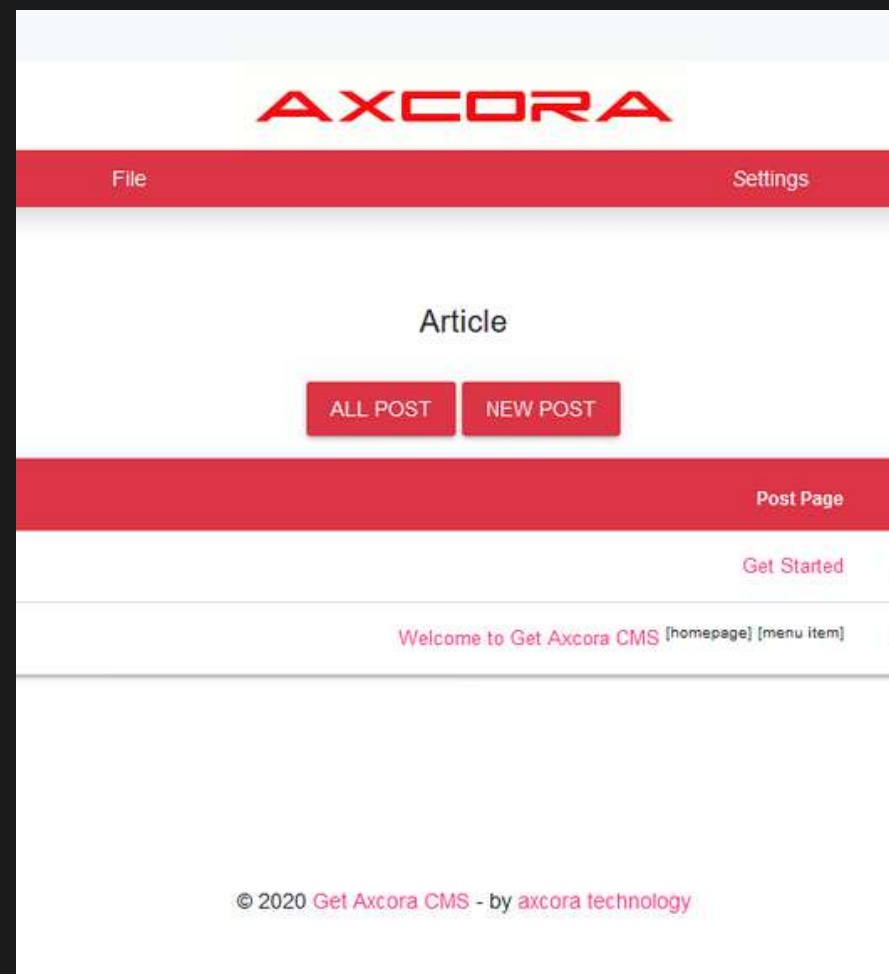 AXCORA
File Settings
Article
ALL POST NEW POST
Post Page
Get Started
Welcome to Get Axcora CMS [homepage] [menu item]
© 2020 Get Axcora CMS - by axcora technology